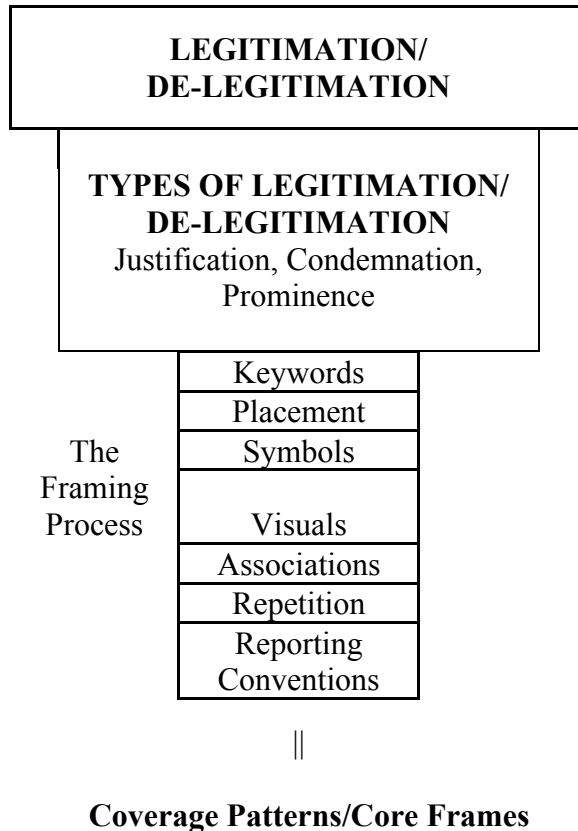 LEGITIMATION/
DE-LEGITIMATION
TYPES OF LEGITIMATION/
DE-LEGITIMATION
Justification, Condemnation,
Prominence
Keywords
Placement
The
Framing
Process
Symbols
Visuals
Associations
Repetition
Reporting
Conventions
||
Coverage Patterns/Core Frames